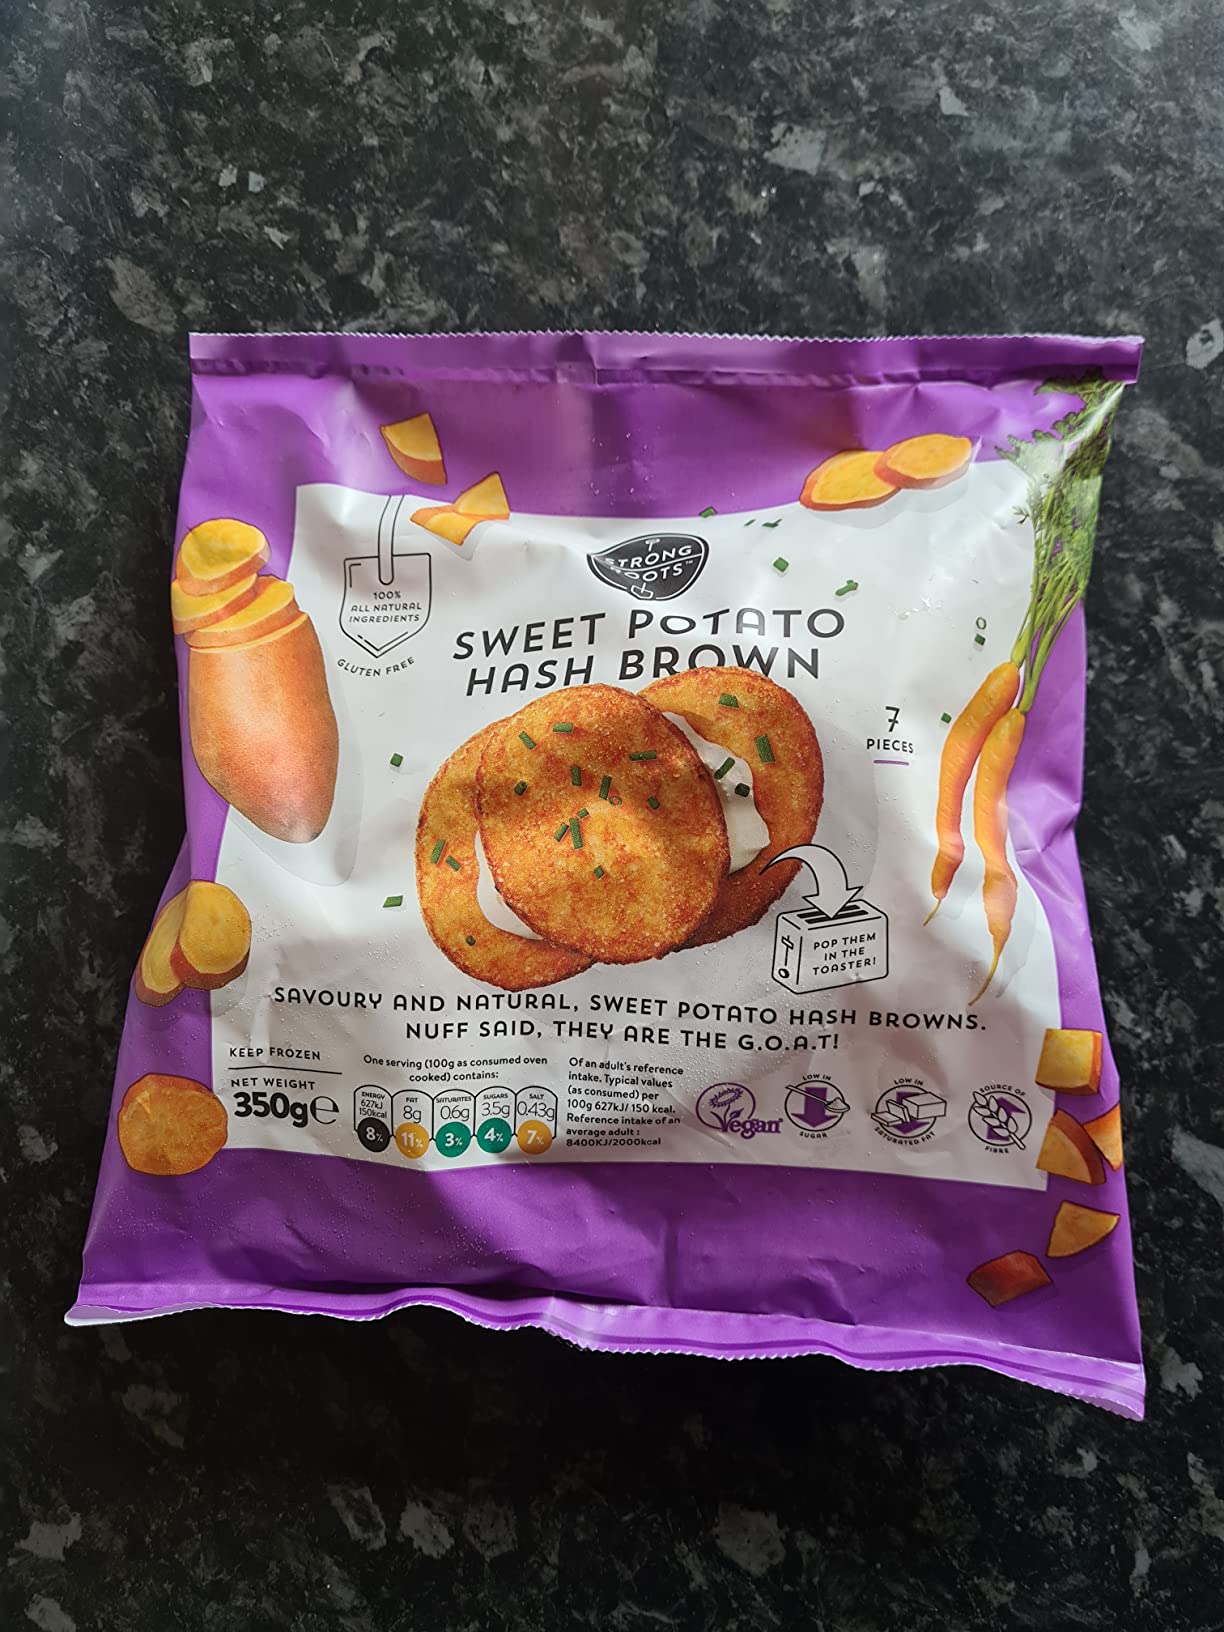 STRONG
ROOTS™
100%
ALL NATURAL
INGREDIENTS
GLUTEN FREE
SWEET POTATO
HASH BROWN
7
PIECES
POP THEM
IN THE
TOASTER!
SAVOURY AND NATURAL, SWEET POTATO HASH BROWNS.
NUFF SAID, THEY ARE THE G.O.A.T!
KEEP FROZEN
NET WEIGHT
350g℮
One serving (100g as consumed oven
cooked) contains:
ENERGY
627kJ
150kcal
8%
FAT
8g
11%
SATURATES
0.6g
3%
SUGARS
3.5g
4%
SALT
0.43g
7%
Of an adult's reference
intake. Typical values
(as consumed) per
100g 627kJ/ 150 kcal.
Reference intake of an
average adult :
8400KJ/2000kcal
Vegan
LOW IN
SUGAR
LOW IN
SATURATED FAT
SOURCE OF
FIBRE